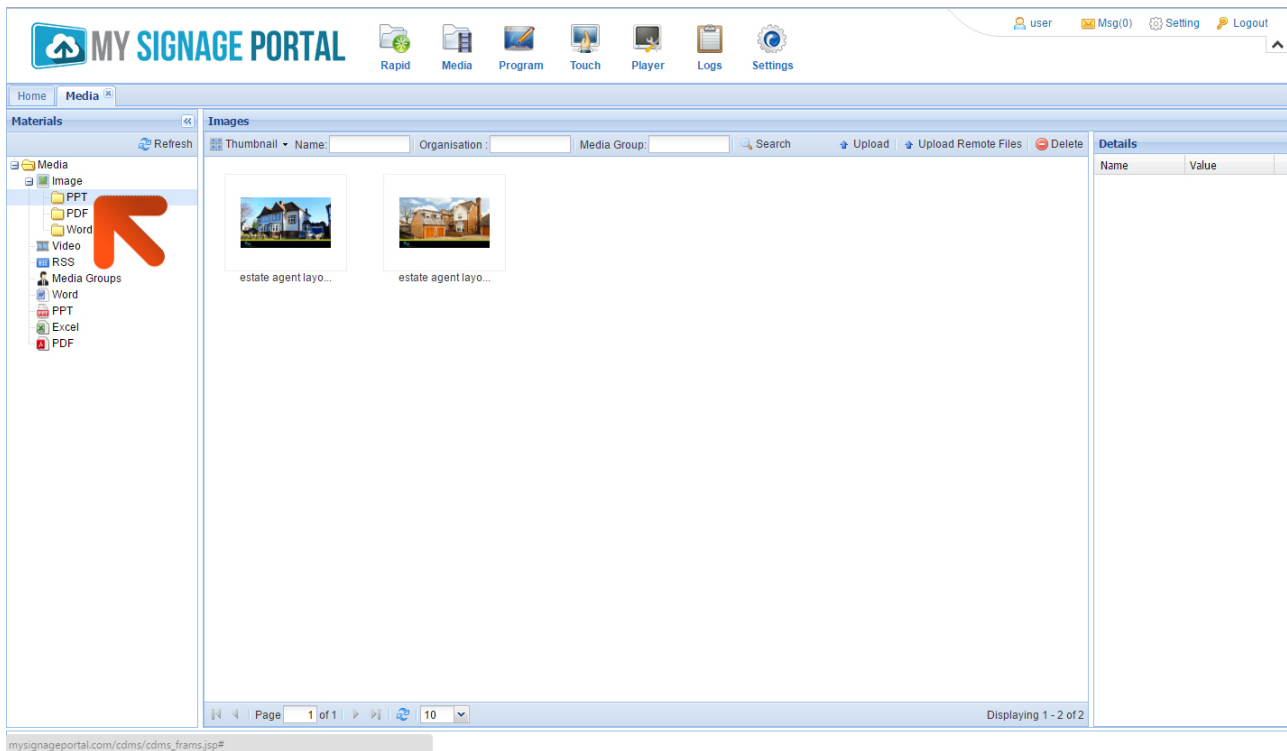 user Msg(0) Setting Logout
MY SIGNAGE PORTAL
Rapid Media Program Touch Player Logs Settings
Home Media
Materials
Refresh
Media
Image
PPT
PDF
Word
Video
RSS
Media Groups
Word
PPT
Excel
PDF
Images
Thumbnail Name: Organisation : Media Group: Search Upload Upload Remote Files Delete
estate agent layo... estate agent layo...
Details
Name Value
Page 1 of 1 10 Displaying 1 - 2 of 2
mysignageportal.com/cdms/cdms_frams.jsp#